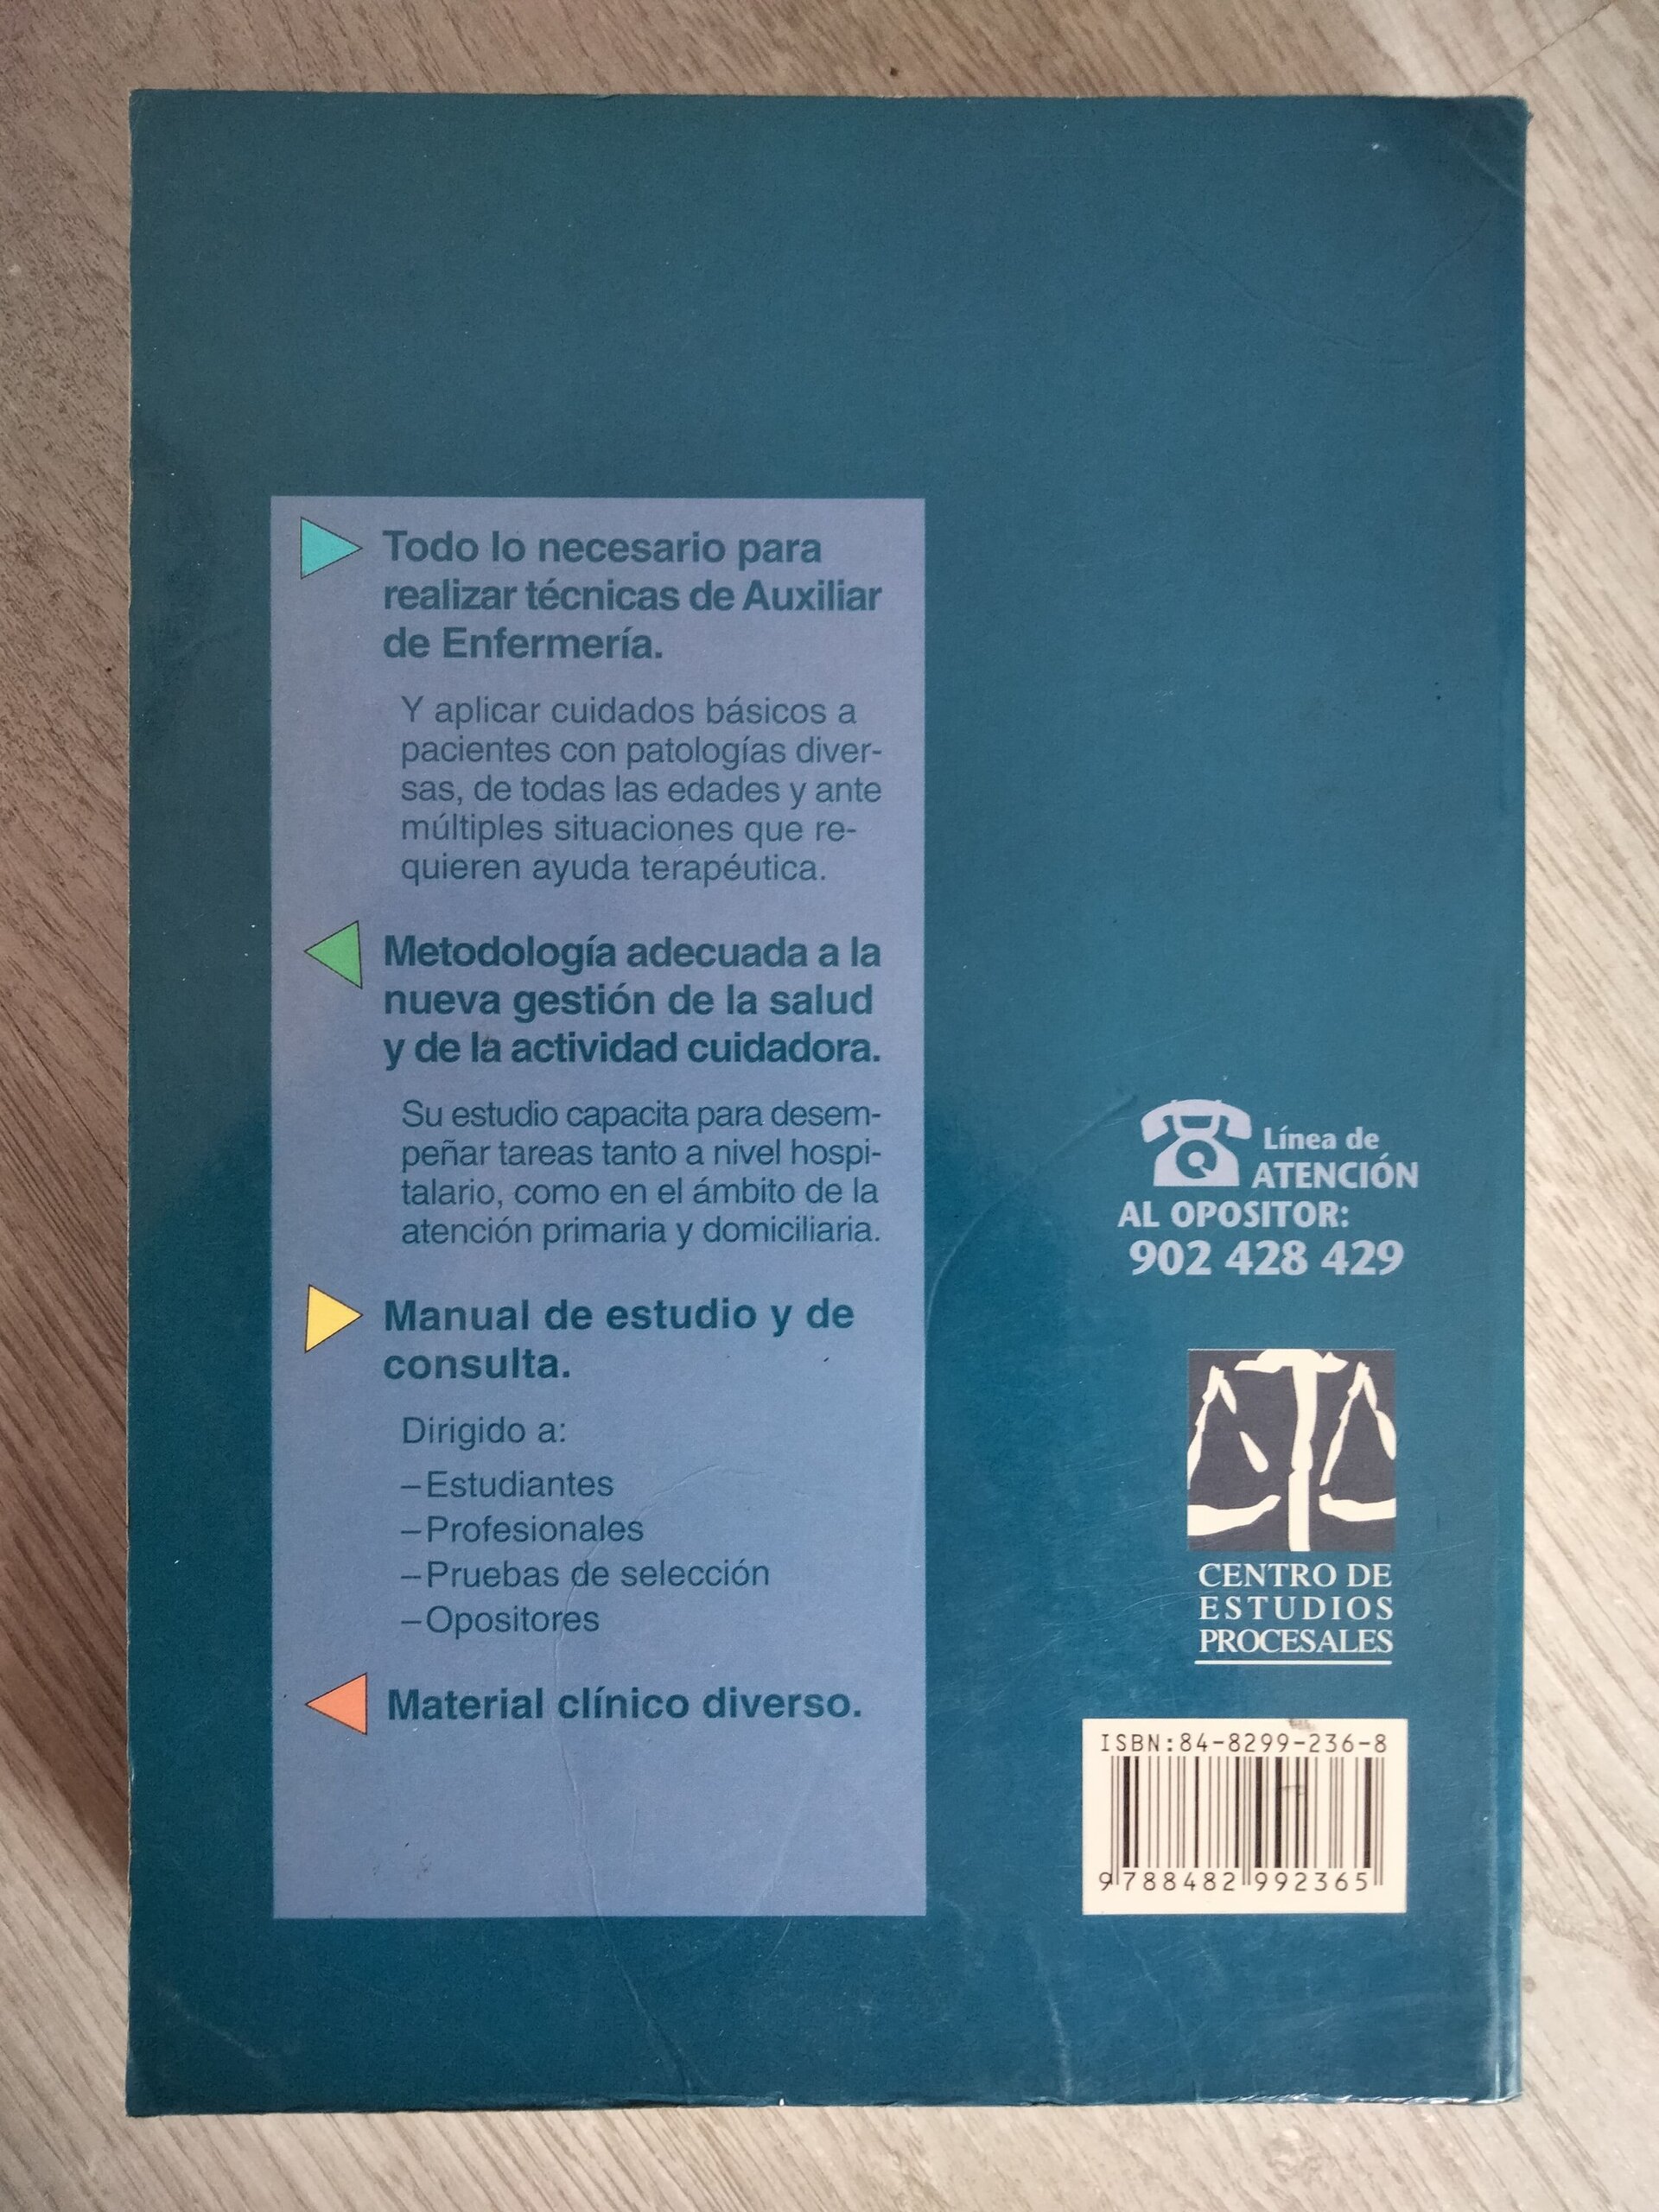 Todo lo necesario para
realizar técnicas de Auxiliar
de Enfermería.
Y aplicar cuidados básicos a
pacientes con patologías diver-
sas, de todas las edades y ante
múltiples situaciones que re-
quieren ayuda terapéutica.
Metodología adecuada a la
nueva gestión de la salud
y de la actividad cuidadora.
Su estudio capacita para desem-
peñar tareas tanto a nivel hospi-
talario, como en el ámbito de la
atención primaria y domiciliaria.
Manual de estudio y de
consulta.
Dirigido a:
–Estudiantes
–Profesionales
–Pruebas de selección
–Opositores
Material clínico diverso.
Línea de
ATENCIÓN
AL OPOSITOR:
902 428 429
CENTRO DE
ESTUDIOS
PROCESALES
ISBN:84-8299-236-8
9 788482 992365